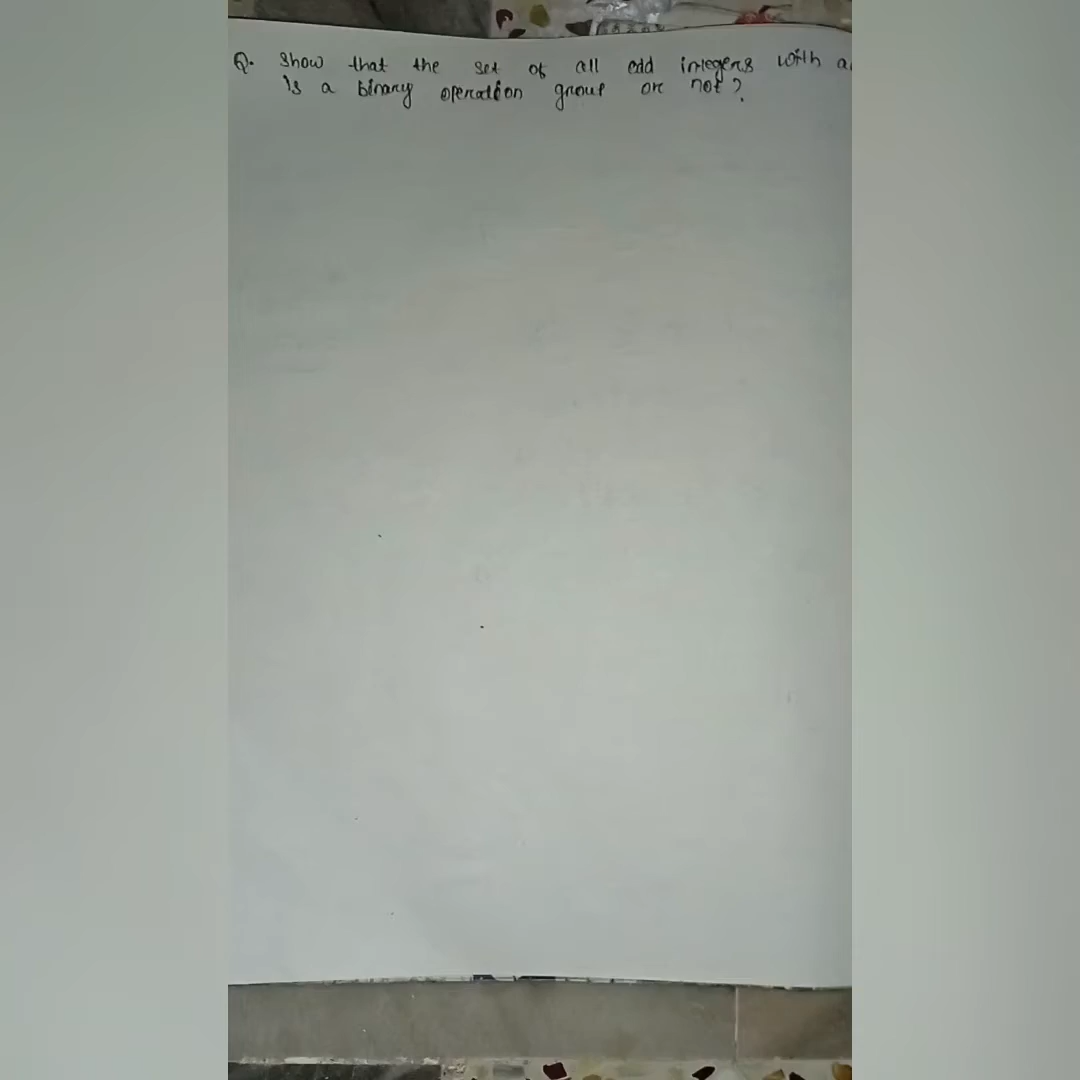 Q. Show that the set of all odd integers with a
is a binary operation group or not?